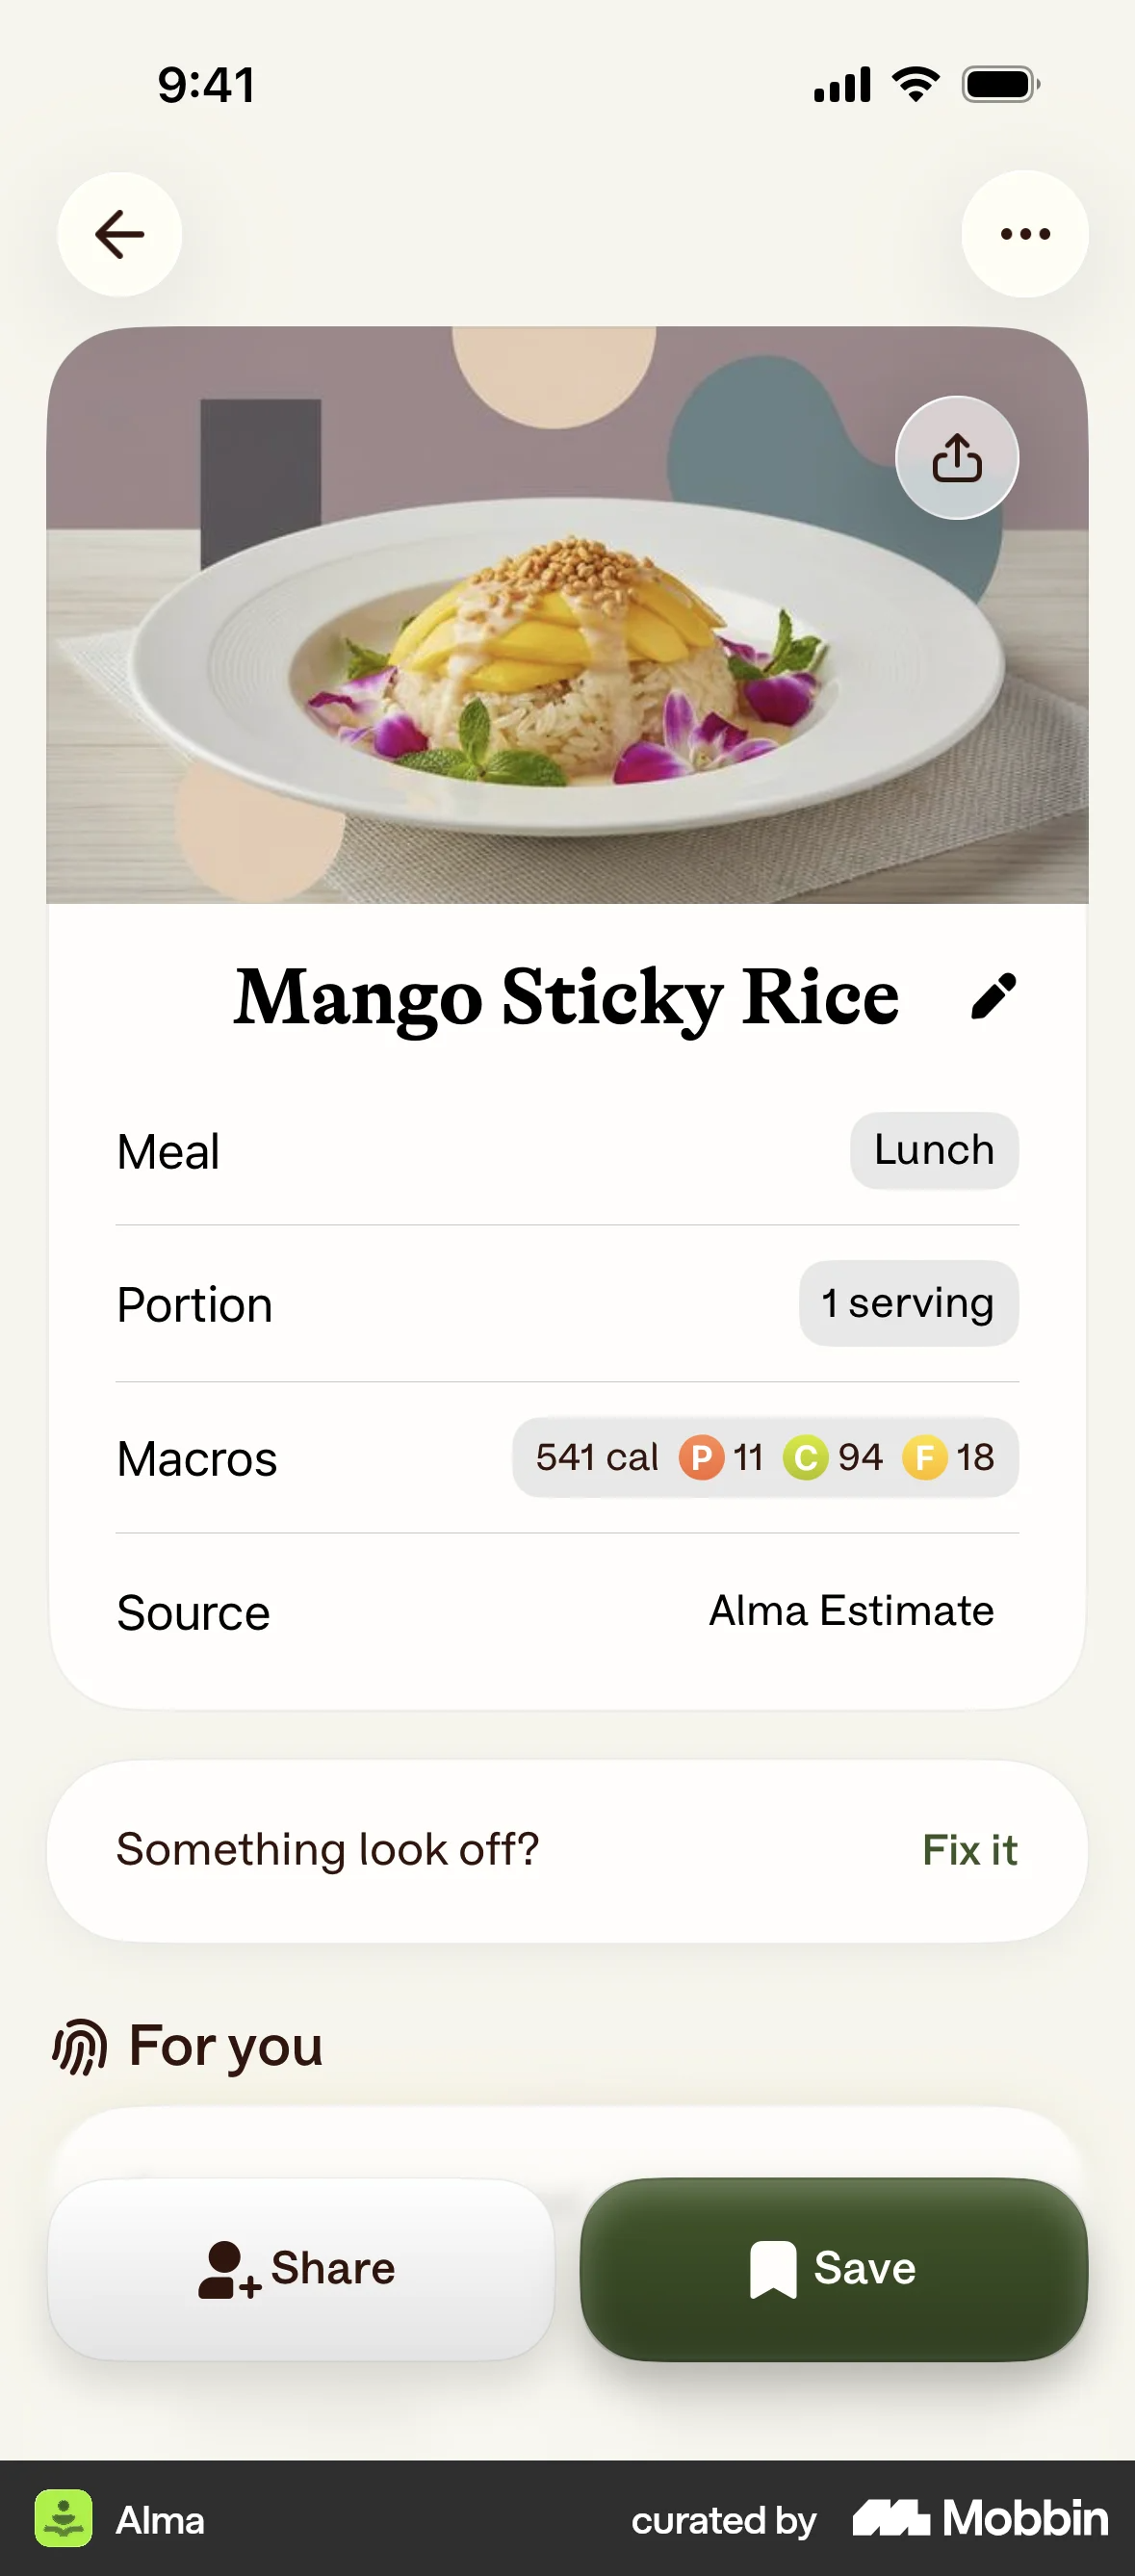 9:41
Mango Sticky Rice
Meal Lunch
Portion 1 serving
Macros 541 cal P 11 C 94 F 18
Source Alma Estimate
Something look off? Fix it
For you
Share Save
Alma curated by Mobbin